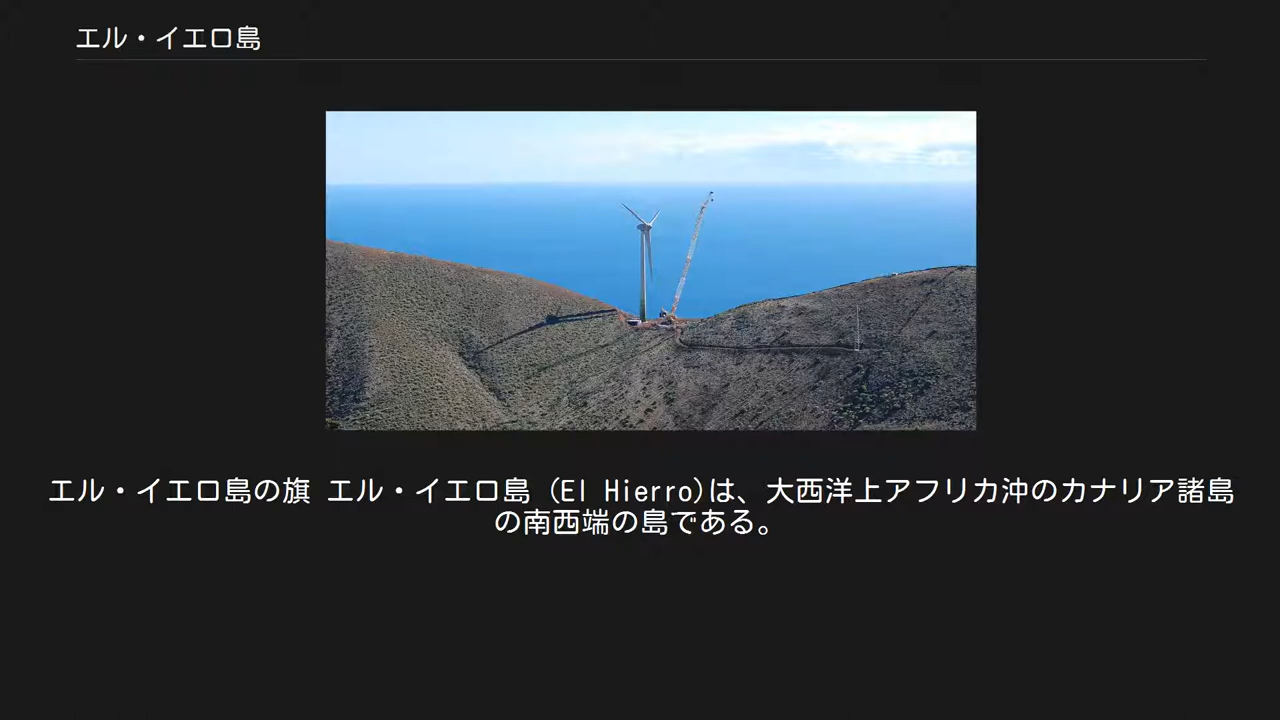 エル・イエロ島
エル・イエロ島の旗 エル・イエロ島 (El Hierro)は、大西洋上アフリカ沖のカナリア諸島
の南西端の島である。